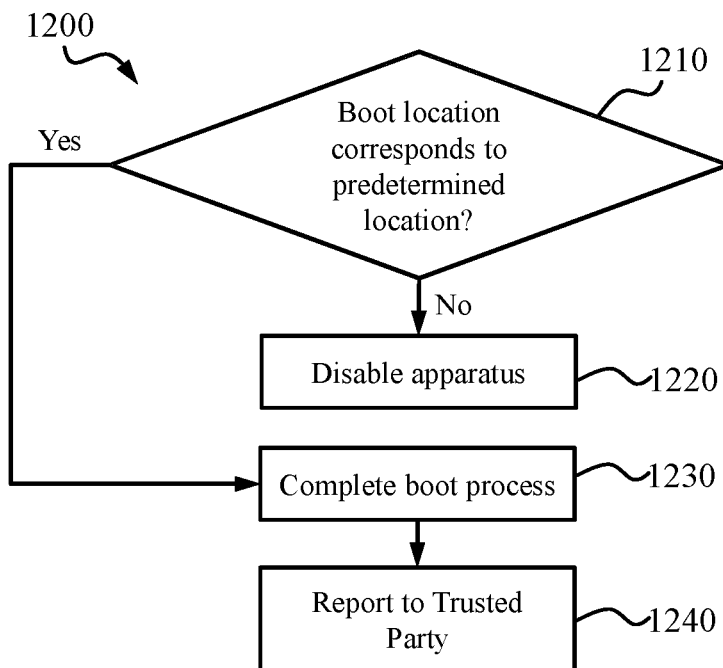 1200
1210
Yes
Boot location
corresponds to
predetermined
location?
No
Disable apparatus
1220
Complete boot process
1230
Report to Trusted
Party
1240